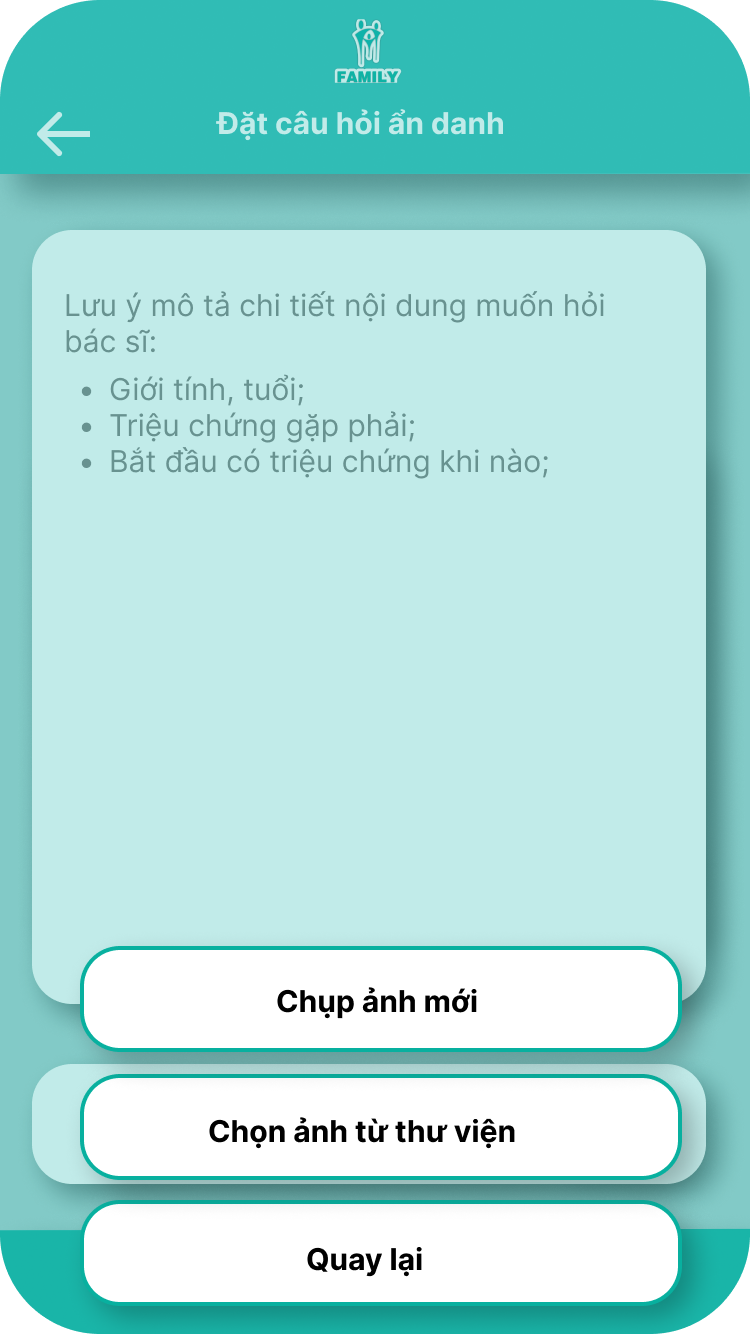 FAMILY
Đặt câu hỏi ẩn danh
Lưu ý mô tả chi tiết nội dung muốn hỏi
bác sĩ:
• Giới tính, tuổi;
• Triệu chứng gặp phải;
• Bắt đầu có triệu chứng khi nào;
Chụp ảnh mới
Chọn ảnh từ thư viện
Quay lại